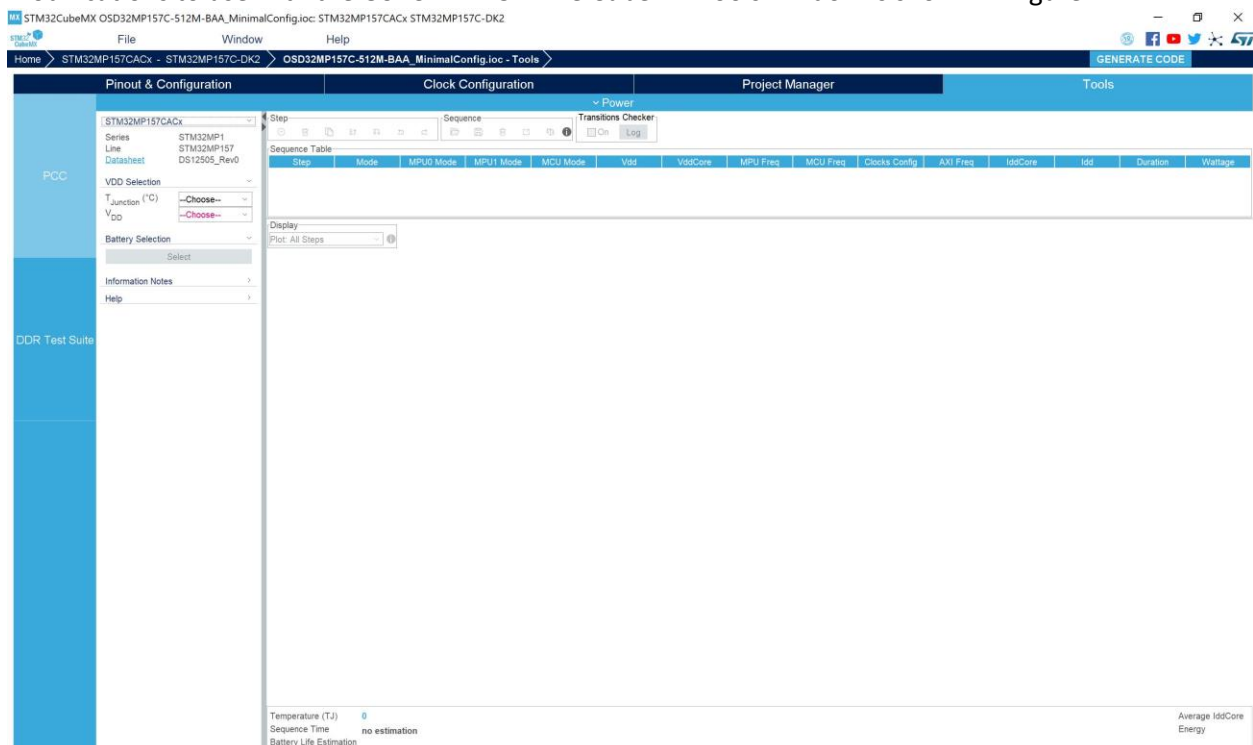 STM32CubeMX OSD32MP157C-512M-BAA_MinimalConfig.ioc: STM32MP157CACx STM32MP157C-DK2
File Window Help
Home STM32MP157CACx - STM32MP157C-DK2 OSD32MP157C-512M-BAA_MinimalConfig.ioc - Tools GENERATE CODE
Pinout & Configuration Clock Configuration Project Manager Tools
Power
PCC
DDR Test Suite
STM32MP157CACx
Series STM32MP1
Line STM32MP157
Datasheet DS12505_Rev0
VDD Selection
TJunction (°C) --Choose--
VDD --Choose--
Battery Selection
Select
Information Notes
Help
Step Sequence Transitions Checker
On Log
Sequence Table
Step Mode MPU0 Mode MPU1 Mode MCU Mode Vdd VddCore MPU Freq MCU Freq Clocks Config AXI Freq IddCore Idd Duration Wattage
Display
Plot: All Steps
Temperature (TJ) 0
Sequence Time no estimation
Battery Life Estimation
Average IddCore
Energy